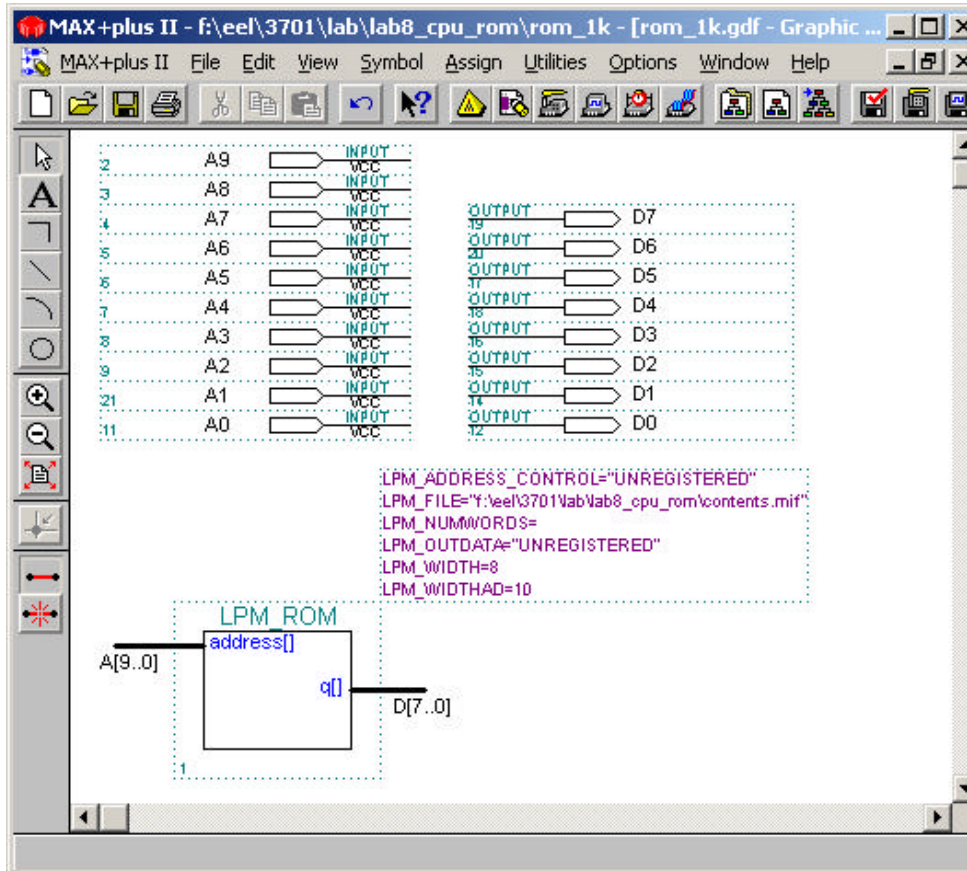 MAX+plus II - f:\eel\3701\lab\lab8_cpu_rom\rom_1k - [rom_1k.gdf - Graphic ...
MAX+plus II File Edit View Symbol Assign Utilities Options Window Help
2 A9 INPUT VCC
3 A8 INPUT VCC
4 A7 INPUT VCC OUTPUT 19 D7
5 A6 INPUT VCC OUTPUT 20 D6
6 A5 INPUT VCC OUTPUT 17 D5
7 A4 INPUT VCC OUTPUT 18 D4
8 A3 INPUT VCC OUTPUT 16 D3
9 A2 INPUT VCC OUTPUT 15 D2
21 A1 INPUT VCC OUTPUT 14 D1
11 A0 INPUT VCC OUTPUT 12 D0
LPM_ADDRESS_CONTROL="UNREGISTERED"
LPM_FILE="f:\eel\3701\lab\lab8_cpu_rom\contents.mif"
LPM_NUMWORDS=
LPM_OUTDATA="UNREGISTERED"
LPM_WIDTH=8
LPM_WIDTHAD=10
LPM_ROM
address[]
A[9..0]
q[]
D[7..0]
1